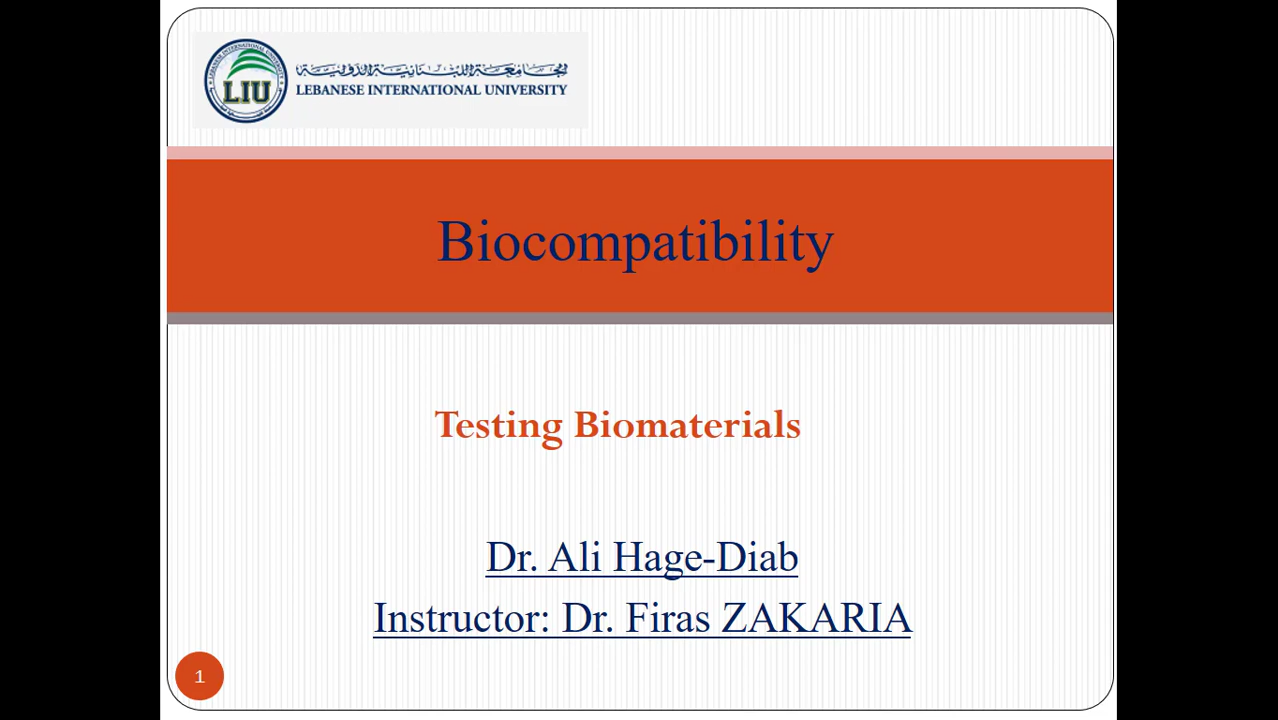 الجامعة اللبنانية الدولية
LIU
LEBANESE INTERNATIONAL UNIVERSITY
Biocompatibility
Testing Biomaterials
Dr. Ali Hage-Diab
Instructor: Dr. Firas ZAKARIA
1